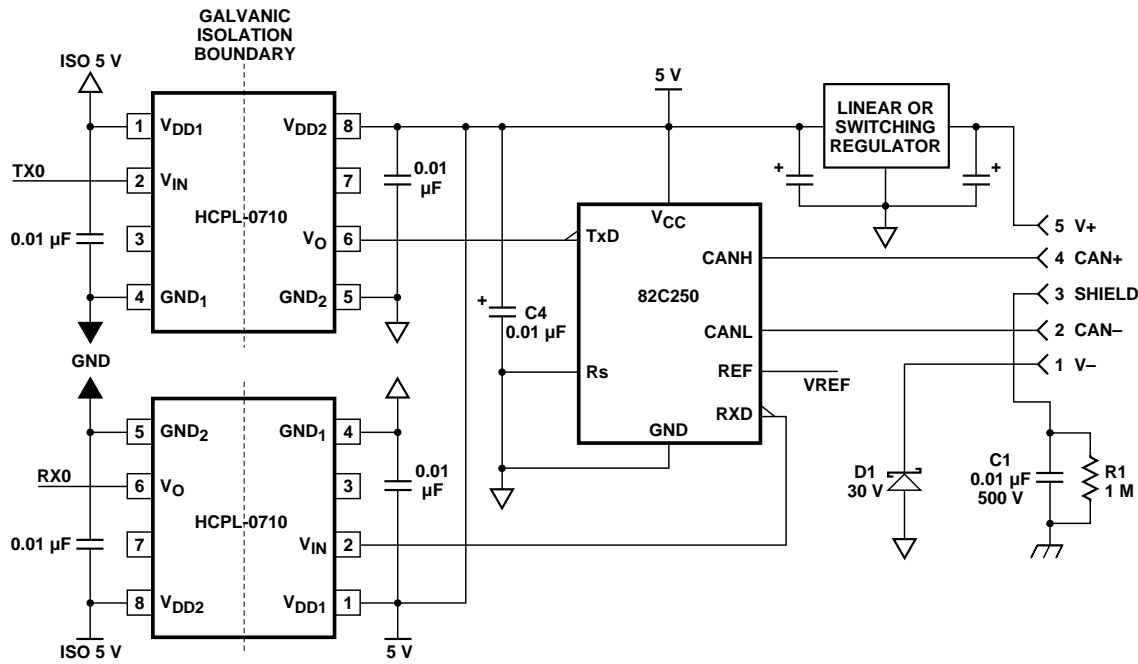 GALVANIC
ISOLATION
BOUNDARY
ISO 5 V
1 VDD1
VDD2 8
TX0
2 VIN
7
0.01
µF
HCPL-0710
0.01 µF
3
VO 6
4 GND1
GND2 5
GND
5 GND2
GND1 4
RX0
6 VO
3
0.01
µF
HCPL-0710
0.01 µF
7
VIN 2
8 VDD2
VDD1 1
ISO 5 V
5 V
5 V
+
LINEAR OR
SWITCHING
REGULATOR
+
+
C4
0.01 µF
VCC
TxD
CANH
82C250
CANL
Rs
REF
VREF
RXD
GND
5 V+
4 CAN+
3 SHIELD
2 CAN–
1 V–
D1
30 V
C1
0.01 µF
500 V
R1
1 M